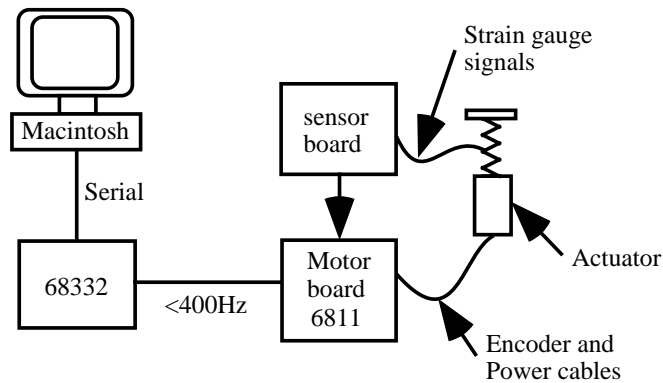 Strain gauge
signals
sensor
board
Macintosh
Serial
Actuator
68332
<400Hz
Motor
board
6811
Encoder and
Power cables